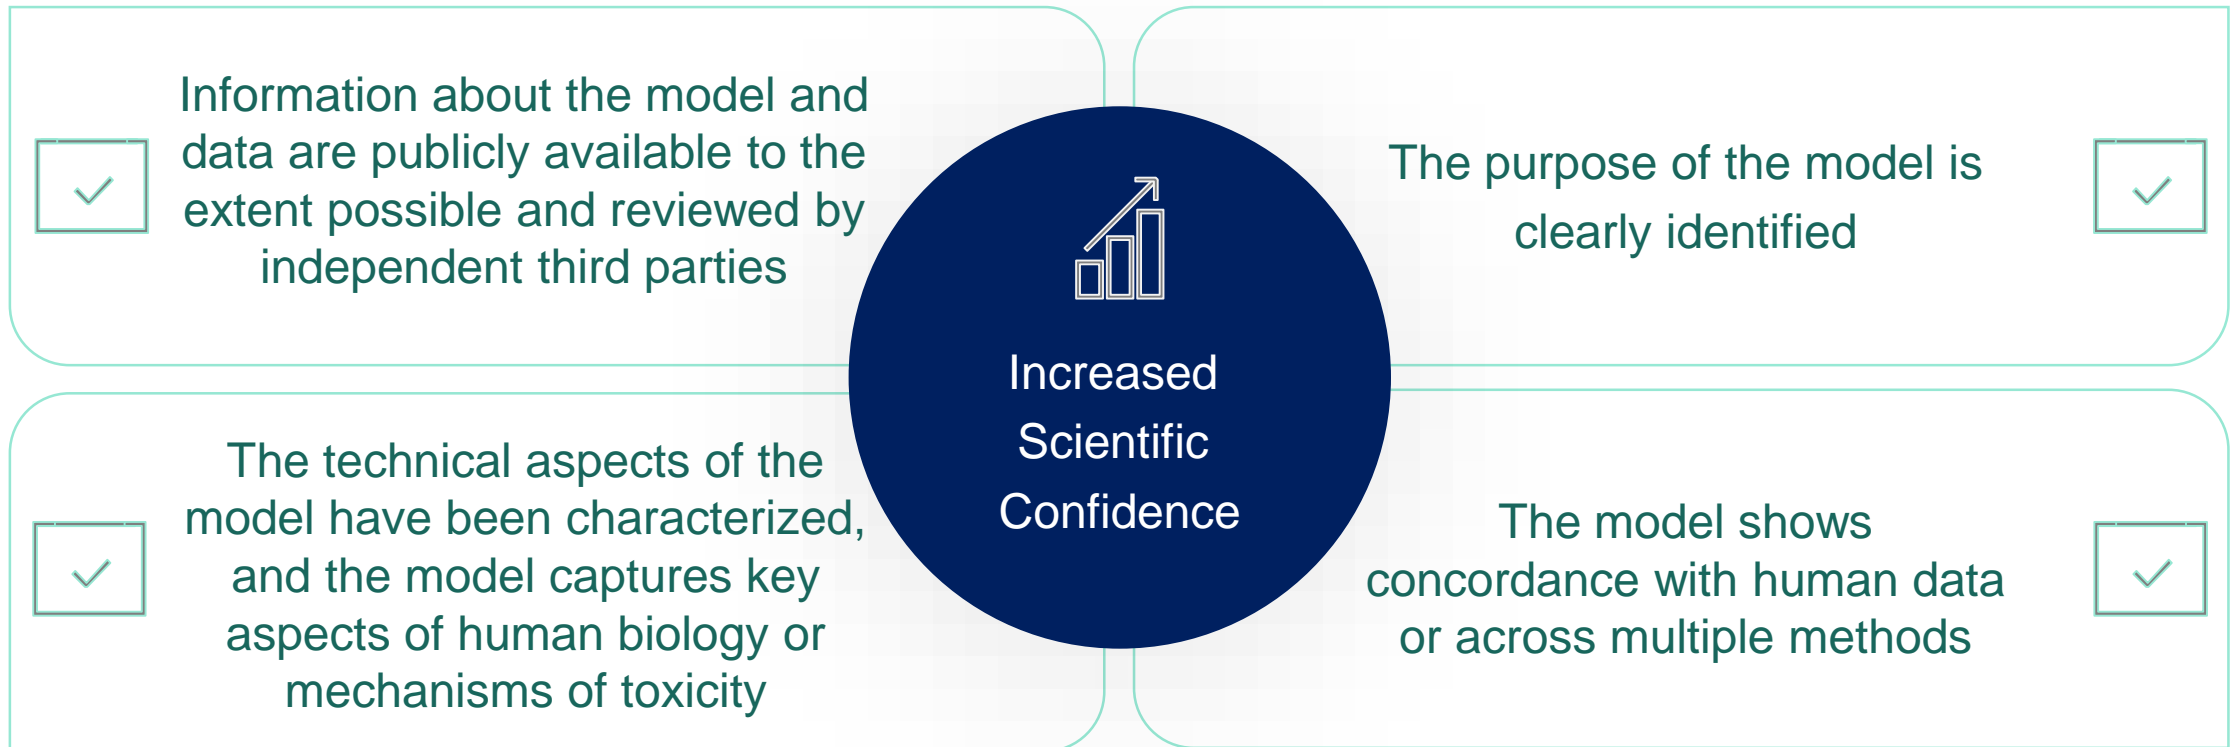 Information about the model and
data are publicly available to the
extent possible and reviewed by
independent third parties
The purpose of the model is
clearly identified
Increased
Scientific
Confidence
The technical aspects of the
model have been characterized,
and the model captures key
aspects of human biology or
mechanisms of toxicity
The model shows
concordance with human data
or across multiple methods